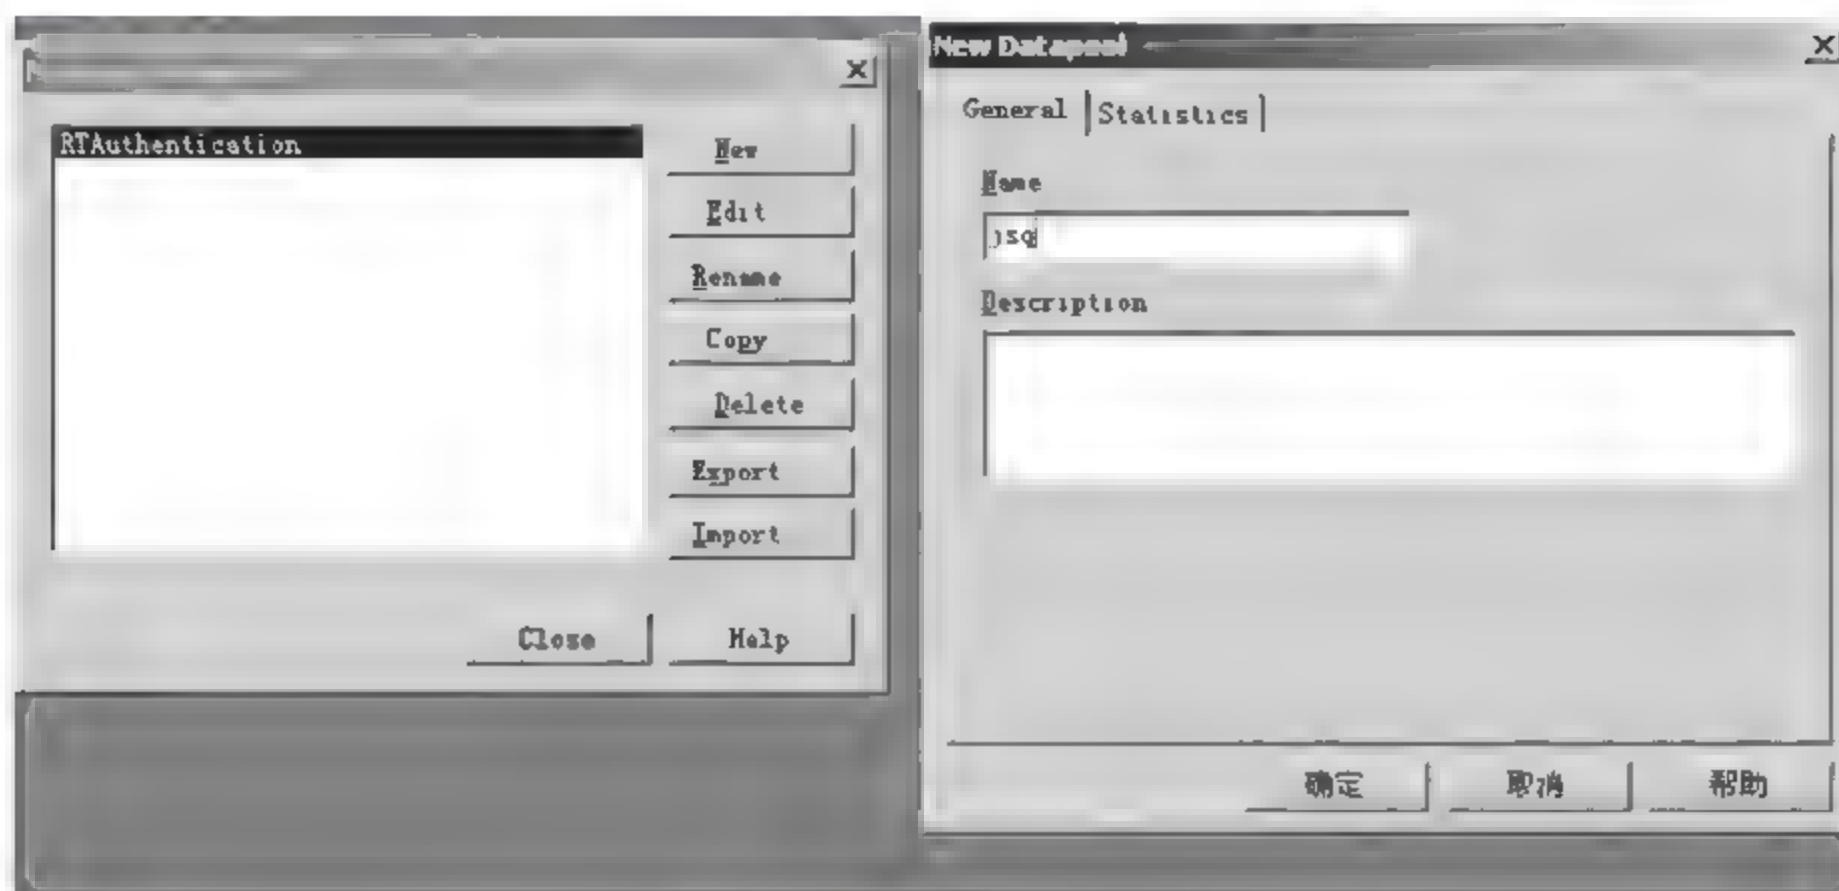 RTAuthentication
New
Edit
Rename
Copy
Delete
Export
Import
Close
Help
New Datapool
General
Statistics
Name
jsq
Description
确定
取消
帮助